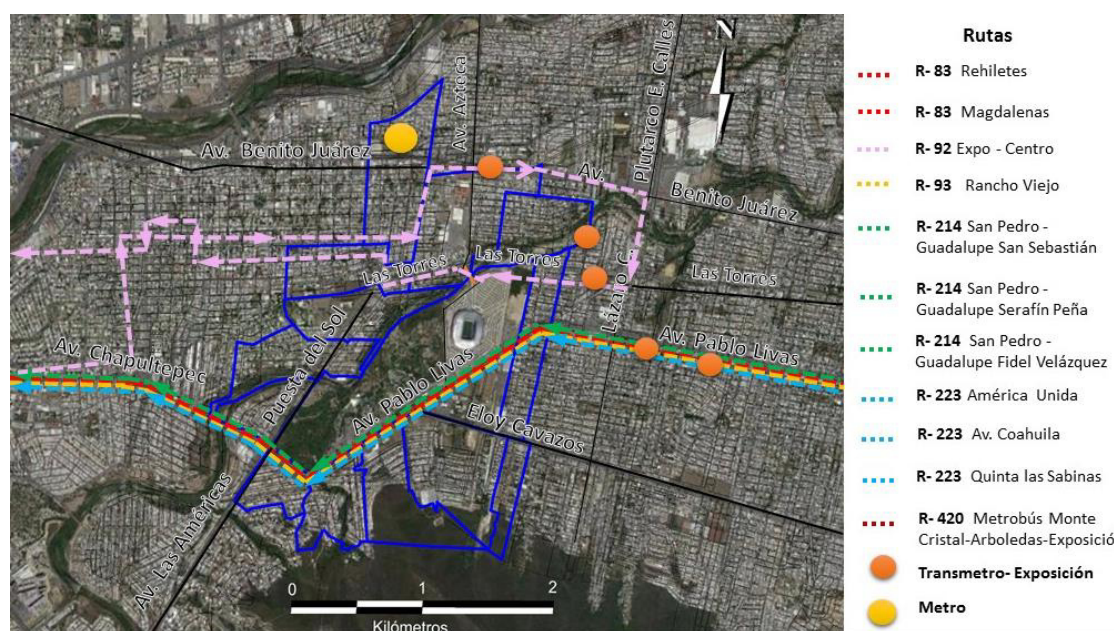 Av. Azteca
Plutarco E. Calles
N
Av. Benito Juárez
Av.
Benito Juárez
Las Torres
Las Torres
Las Torres
Lázaro C.
Puesta del Sol
Av. Pablo Livas
Av. Chapultepec
Av. Pablo Livas
Eloy Cavazos
Av. Las Américas
0 1 2
Kilómetros
Rutas
R- 83 Rehiletes
R- 83 Magdalenas
R- 92 Expo - Centro
R- 93 Rancho Viejo
R- 214 San Pedro -
Guadalupe San Sebastián
R- 214 San Pedro -
Guadalupe Serafín Peña
R- 214 San Pedro -
Guadalupe Fidel Velázquez
R- 223 América Unida
R- 223 Av. Coahuila
R- 223 Quinta las Sabinas
R- 420 Metrobús Monte
Cristal-Arboledas-Exposició
Transmetro- Exposición
Metro